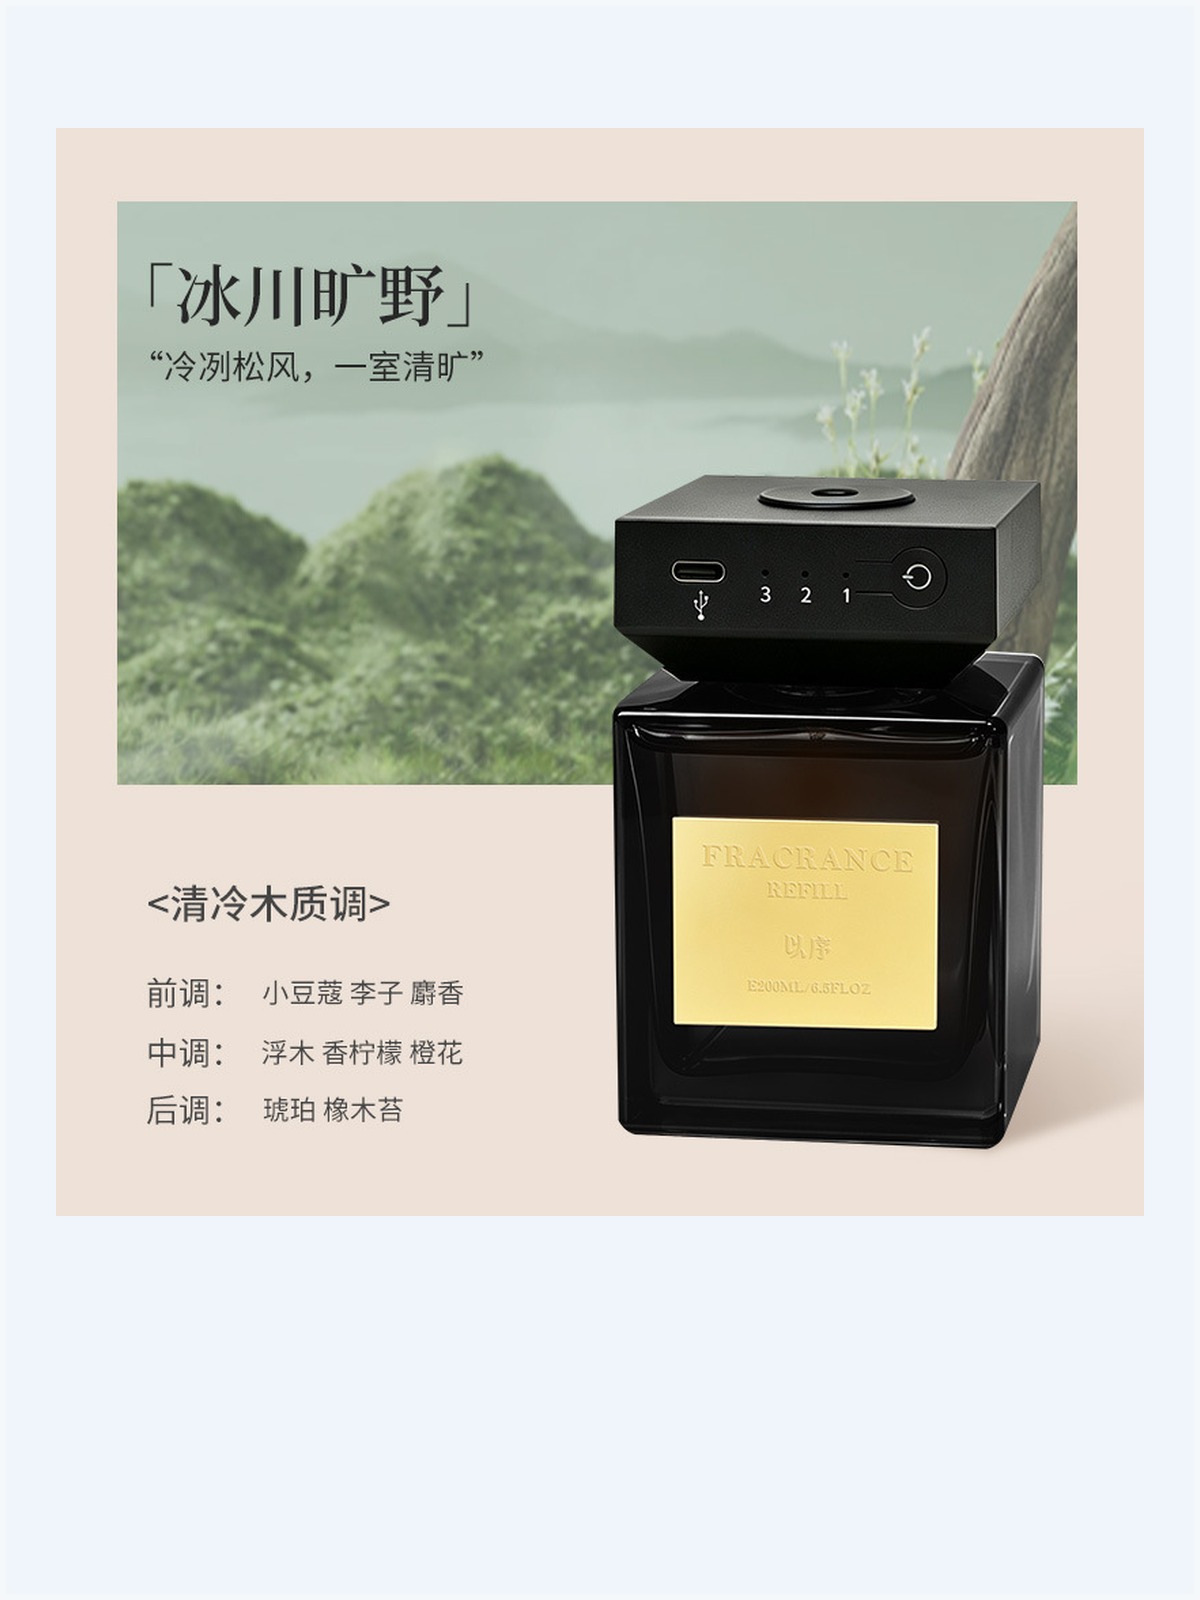 「冰川旷野」
“冷冽松风，一室清旷”
3 2 1
FRAGRANCE
REFILL
以序
E200ML/6.5FLOZ
<清冷木质调>
前调： 小豆蔻 李子 麝香
中调： 浮木 香柠檬 橙花
后调： 琥珀 橡木苔